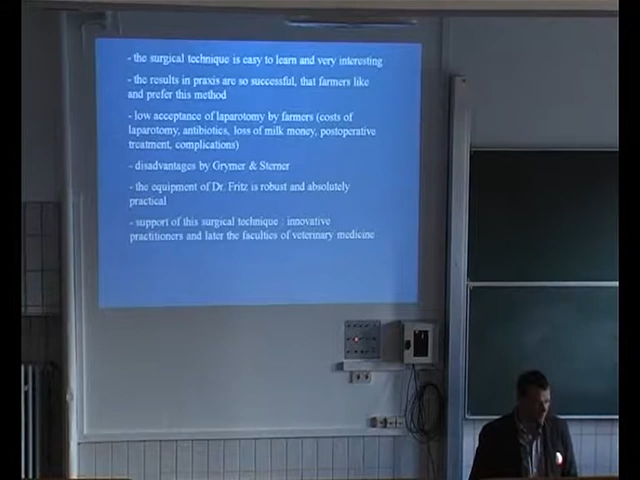 - the surgical technique is easy to learn and very interesting
- the results in praxis are so successful, that farmers like
and prefer this method
- low acceptance of laparotomy by farmers (costs of
laparotomy, antibiotics, loss of milk money, postoperative
treatment, complications)
- disadvantages by Grymer & Sterner
- the equipment of Dr. Fritz is robust and absolutely
practical
- support of this surgical technique : innovative
practitioners and later the faculties of veterinary medicine